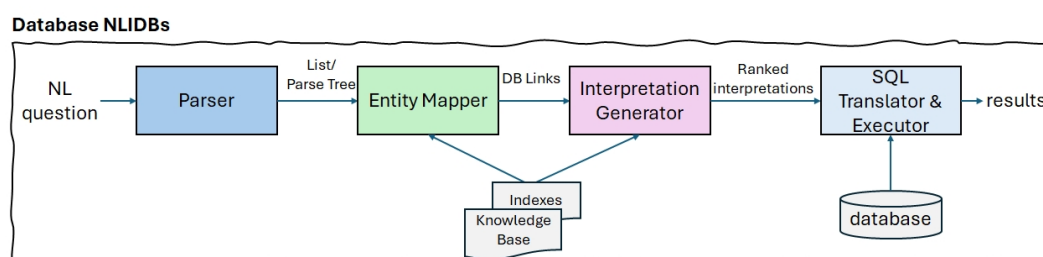 Database NLIDBs
NL
question
Parser
List/
Parse Tree
Entity Mapper
DB Links
Interpretation
Generator
Ranked
interpretations
SQL
Translator &
Executor
results
Indexes
Knowledge
Base
database